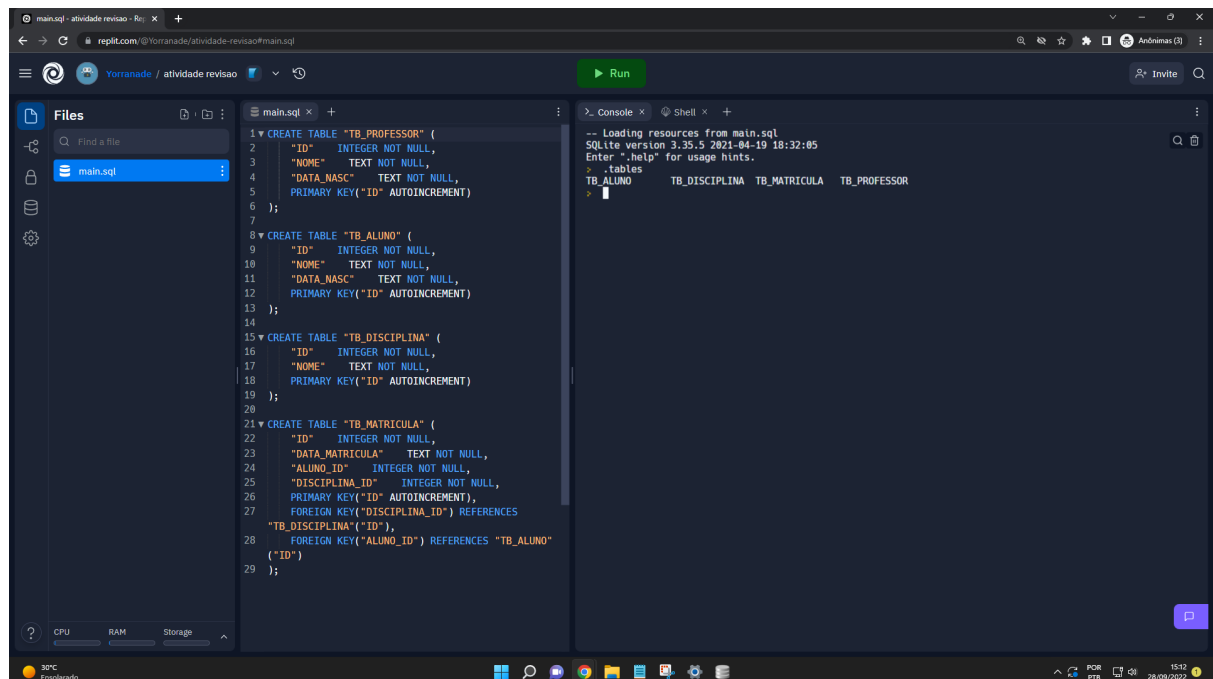 main.sql - atividade revisao - Rep
replit.com/@Yorranade/atividade-revisao#main.sql
Anônimas (3)
Yorranade / atividade revisao
Run
Invite
Files
Find a file
main.sql
CPU RAM Storage
main.sql
1 CREATE TABLE "TB_PROFESSOR" (
2 "ID" INTEGER NOT NULL,
3 "NOME" TEXT NOT NULL,
4 "DATA_NASC" TEXT NOT NULL,
5 PRIMARY KEY("ID" AUTOINCREMENT)
6 );
7
8 CREATE TABLE "TB_ALUNO" (
9 "ID" INTEGER NOT NULL,
10 "NOME" TEXT NOT NULL,
11 "DATA_NASC" TEXT NOT NULL,
12 PRIMARY KEY("ID" AUTOINCREMENT)
13 );
14
15 CREATE TABLE "TB_DISCIPLINA" (
16 "ID" INTEGER NOT NULL,
17 "NOME" TEXT NOT NULL,
18 PRIMARY KEY("ID" AUTOINCREMENT)
19 );
20
21 CREATE TABLE "TB_MATRICULA" (
22 "ID" INTEGER NOT NULL,
23 "DATA_MATRICULA" TEXT NOT NULL,
24 "ALUNO_ID" INTEGER NOT NULL,
25 "DISCIPLINA_ID" INTEGER NOT NULL,
26 PRIMARY KEY("ID" AUTOINCREMENT),
27 FOREIGN KEY("DISCIPLINA_ID") REFERENCES
"TB_DISCIPLINA"("ID"),
28 FOREIGN KEY("ALUNO_ID") REFERENCES "TB_ALUNO"
("ID")
29 );
Console
Shell
-- Loading resources from main.sql
SQLite version 3.35.5 2021-04-19 18:32:05
Enter ".help" for usage hints.
> .tables
TB_ALUNO TB_DISCIPLINA TB_MATRICULA TB_PROFESSOR
>
30°C
Ensolarado
POR
PTB
15:12
28/09/2022
1